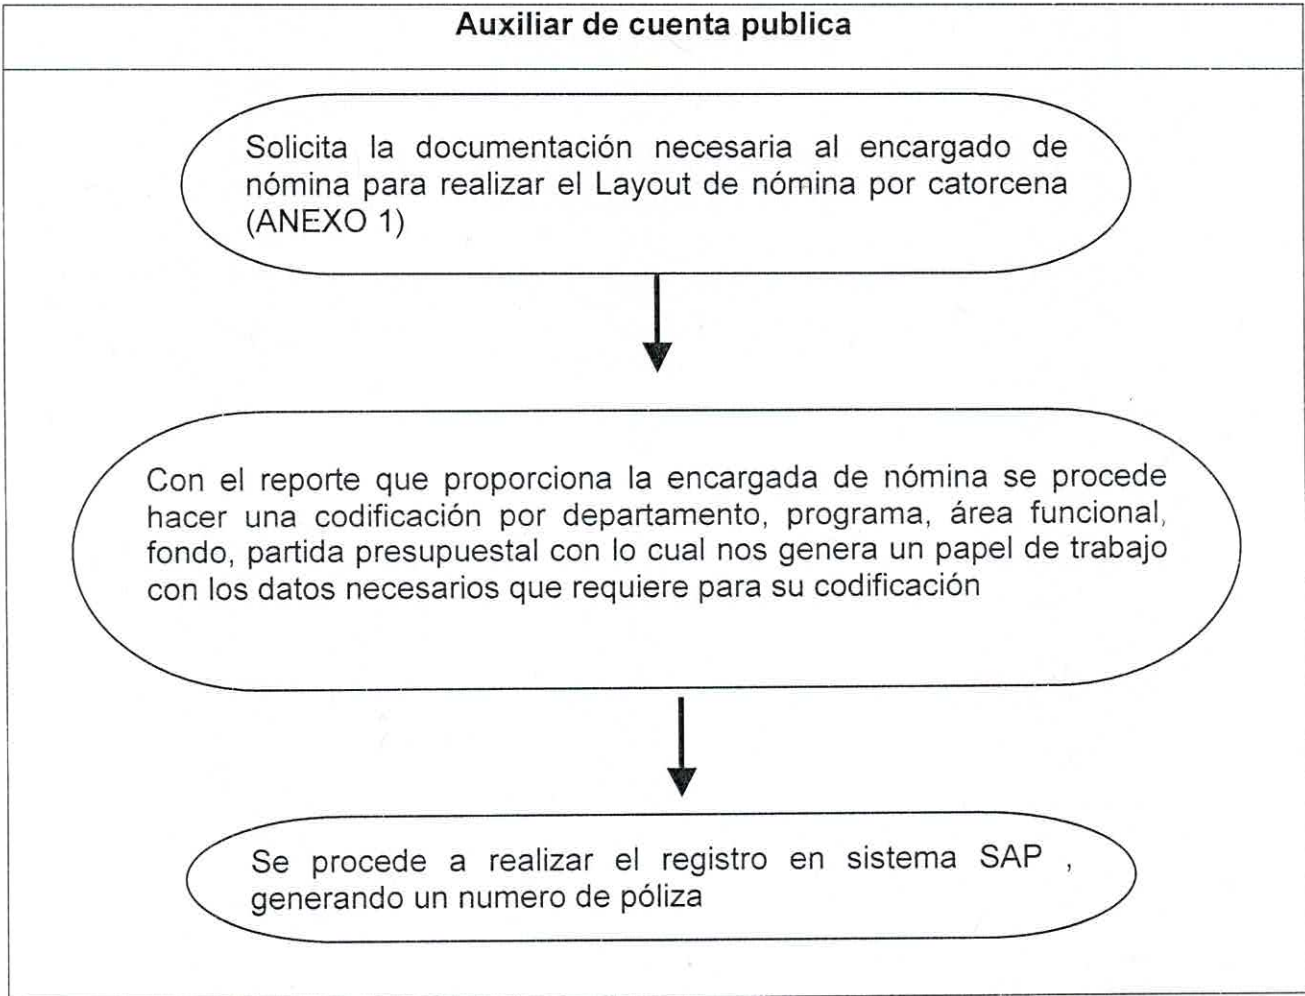 Auxiliar de cuenta publica
Solicita la documentación necesaria al encargado de
nómina para realizar el Layout de nómina por catorcena
(ANEXO 1)
Con el reporte que proporciona la encargada de nómina se procede
hacer una codificación por departamento, programa, área funcional,
fondo, partida presupuestal con lo cual nos genera un papel de trabajo
con los datos necesarios que requiere para su codificación
Se procede a realizar el registro en sistema SAP ,
generando un numero de póliza